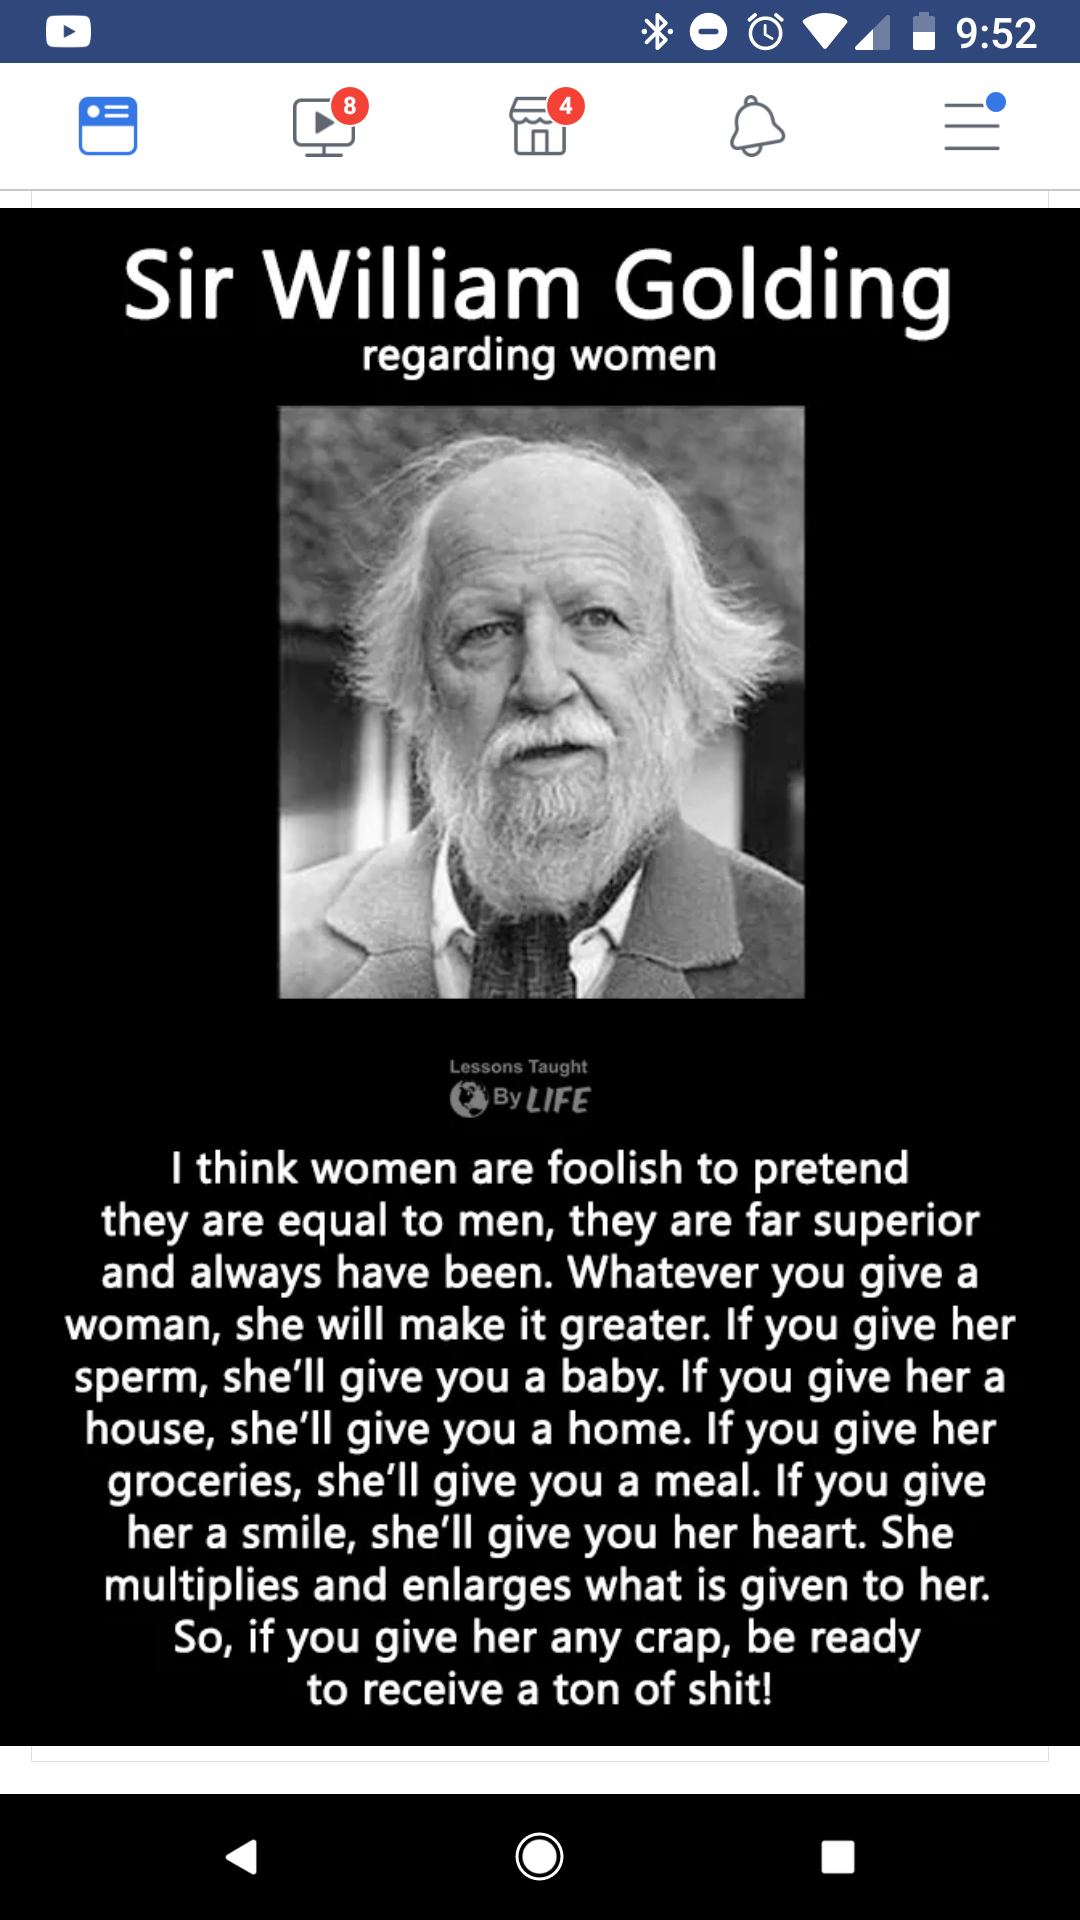 9:52
8
4
Sir William Golding
regarding women
Lessons Taught
By LIFE
I think women are foolish to pretend
they are equal to men, they are far superior
and always have been. Whatever you give a
woman, she will make it greater. If you give her
sperm, she'll give you a baby. If you give her a
house, she'll give you a home. If you give her
groceries, she'll give you a meal. If you give
her a smile, she'll give you her heart. She
multiplies and enlarges what is given to her.
So, if you give her any crap, be ready
to receive a ton of shit!